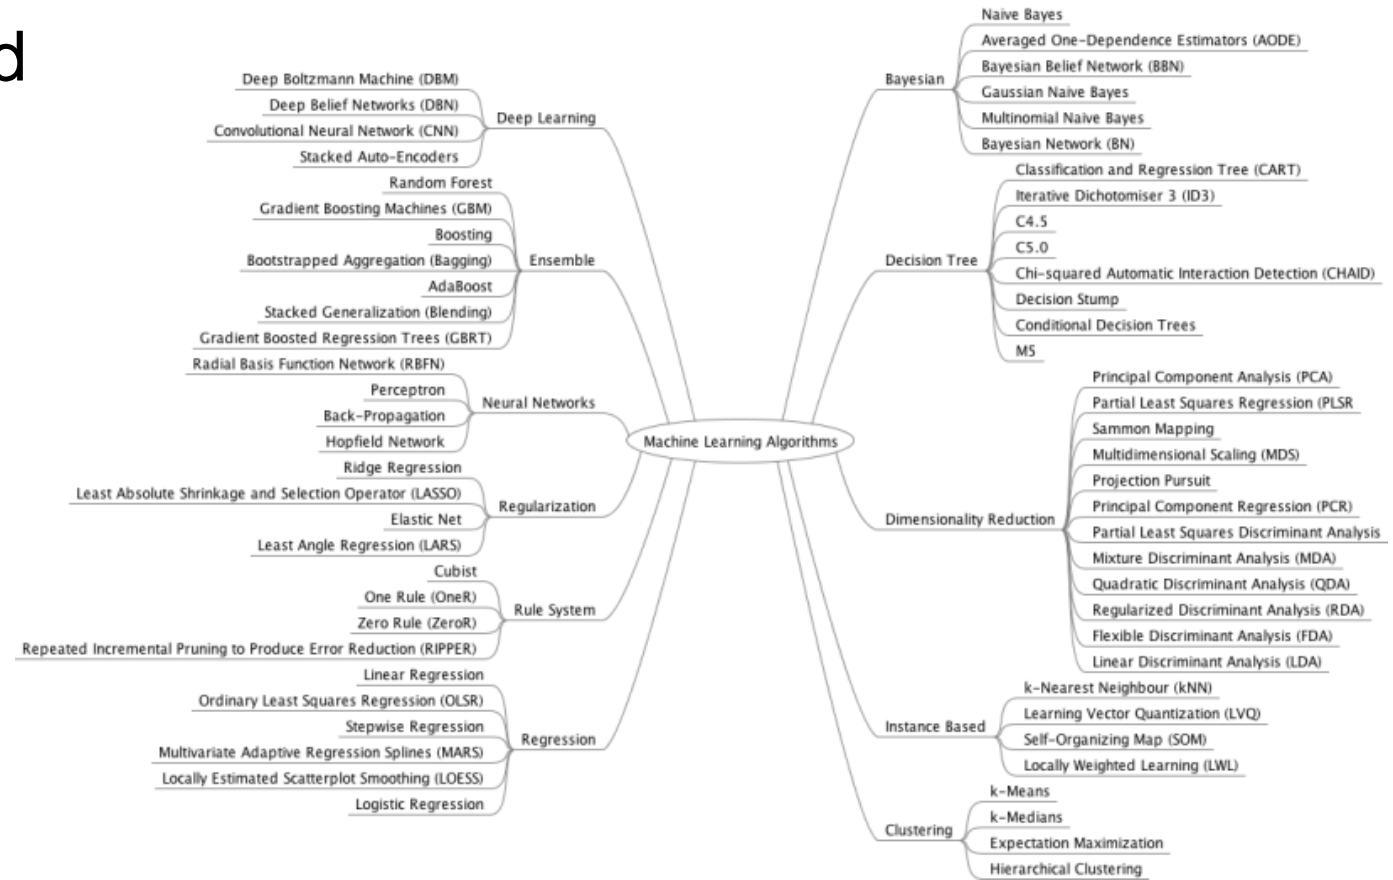 d
Deep Boltzmann Machine (DBM)
Deep Belief Networks (DBN)
Convolutional Neural Network (CNN)
Stacked Auto-Encoders
Deep Learning
Random Forest
Gradient Boosting Machines (GBM)
Boosting
Bootstrapped Aggregation (Bagging)
AdaBoost
Stacked Generalization (Blending)
Gradient Boosted Regression Trees (GBRT)
Ensemble
Radial Basis Function Network (RBFN)
Perceptron
Back-Propagation
Hopfield Network
Neural Networks
Ridge Regression
Least Absolute Shrinkage and Selection Operator (LASSO)
Elastic Net
Least Angle Regression (LARS)
Regularization
Cubist
One Rule (OneR)
Zero Rule (ZeroR)
Repeated Incremental Pruning to Produce Error Reduction (RIPPER)
Rule System
Linear Regression
Ordinary Least Squares Regression (OLSR)
Stepwise Regression
Multivariate Adaptive Regression Splines (MARS)
Locally Estimated Scatterplot Smoothing (LOESS)
Logistic Regression
Regression
Machine Learning Algorithms
Bayesian
Naive Bayes
Averaged One-Dependence Estimators (AODE)
Bayesian Belief Network (BBN)
Gaussian Naive Bayes
Multinomial Naive Bayes
Bayesian Network (BN)
Decision Tree
Classification and Regression Tree (CART)
Iterative Dichotomiser 3 (ID3)
C4.5
C5.0
Chi-squared Automatic Interaction Detection (CHAID)
Decision Stump
Conditional Decision Trees
M5
Dimensionality Reduction
Principal Component Analysis (PCA)
Partial Least Squares Regression (PLSR
Sammon Mapping
Multidimensional Scaling (MDS)
Projection Pursuit
Principal Component Regression (PCR)
Partial Least Squares Discriminant Analysis
Mixture Discriminant Analysis (MDA)
Quadratic Discriminant Analysis (QDA)
Regularized Discriminant Analysis (RDA)
Flexible Discriminant Analysis (FDA)
Linear Discriminant Analysis (LDA)
Instance Based
k-Nearest Neighbour (kNN)
Learning Vector Quantization (LVQ)
Self-Organizing Map (SOM)
Locally Weighted Learning (LWL)
Clustering
k-Means
k-Medians
Expectation Maximization
Hierarchical Clustering